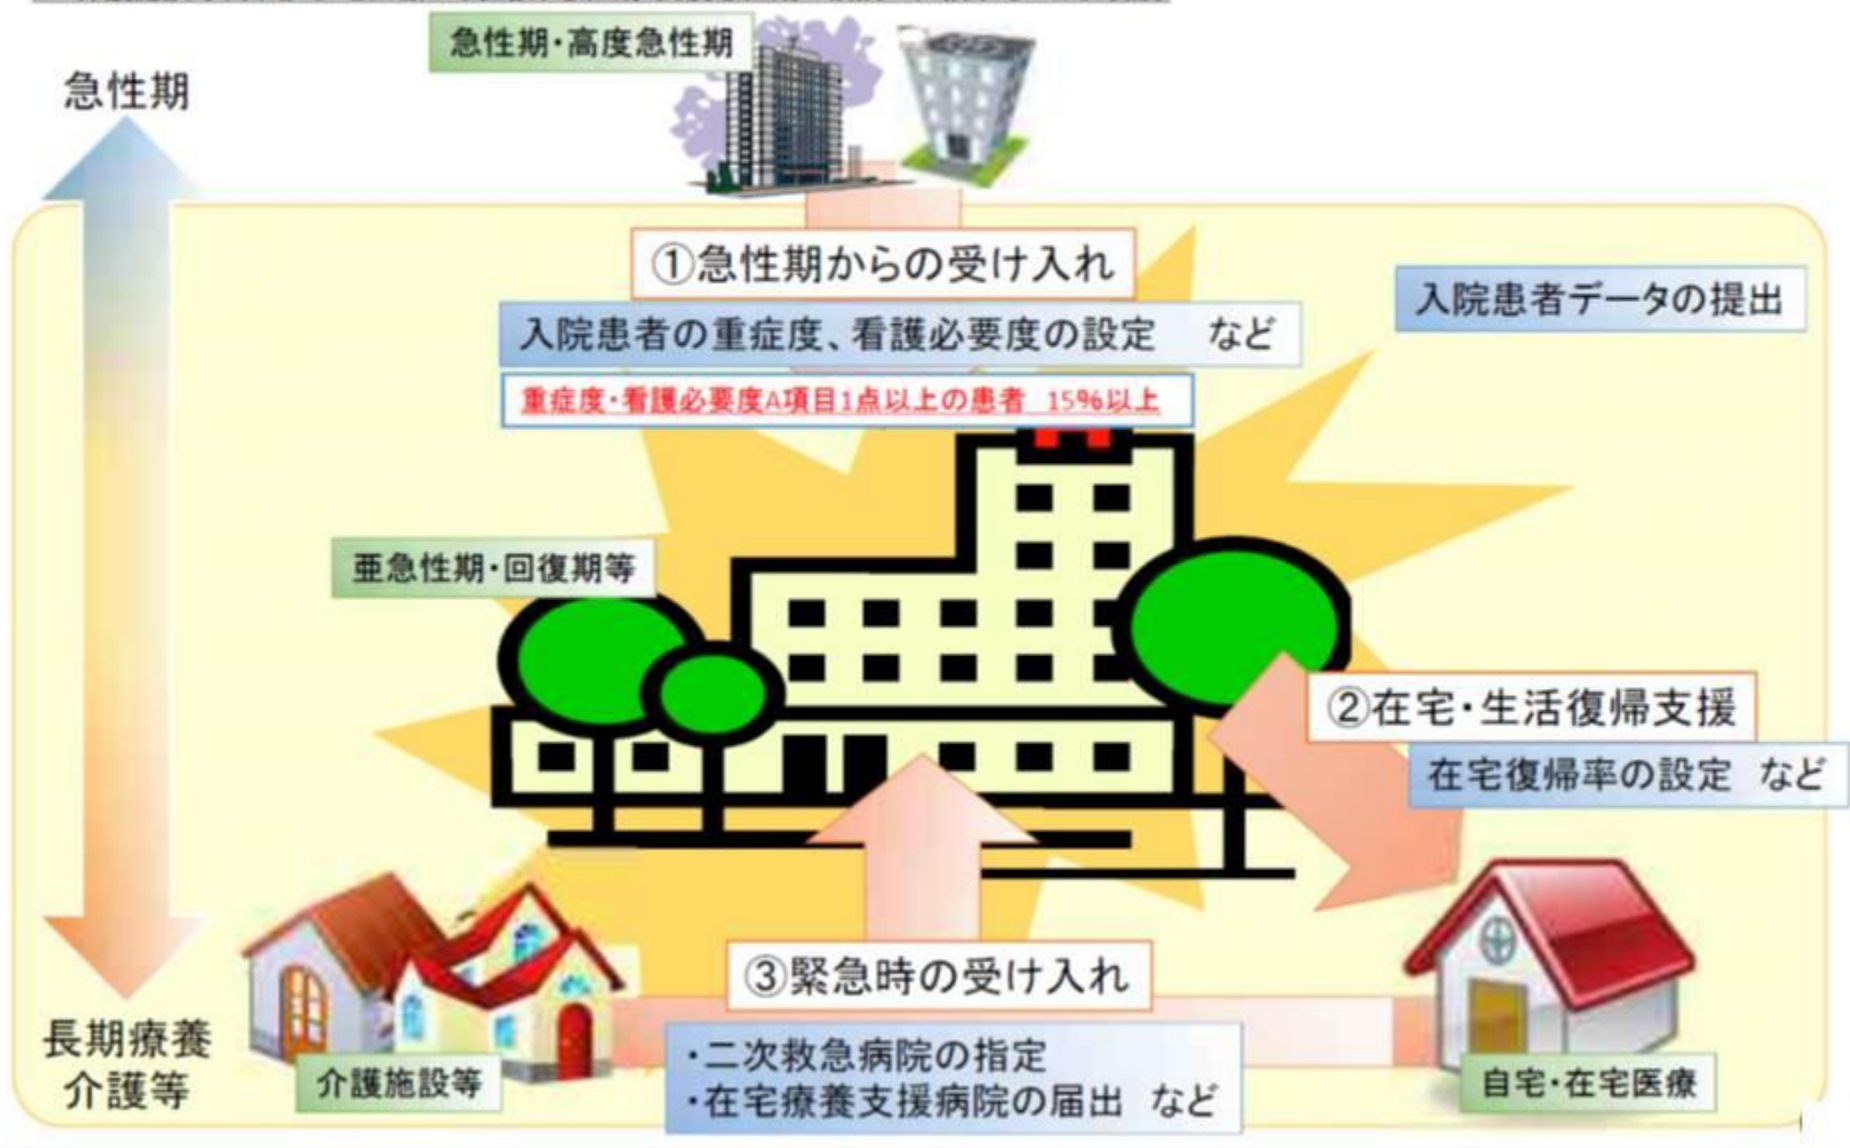 急性期・高度急性期
急性期
①急性期からの受け入れ
入院患者データの提出
入院患者の重症度、看護必要度の設定　など
重症度・看護必要度A項目1点以上の患者　15%以上
亜急性期・回復期等
②在宅・生活復帰支援
在宅復帰率の設定　など
③緊急時の受け入れ
長期療養
介護等
介護施設等
・二次救急病院の指定
・在宅療養支援病院の届出　など
自宅・在宅医療